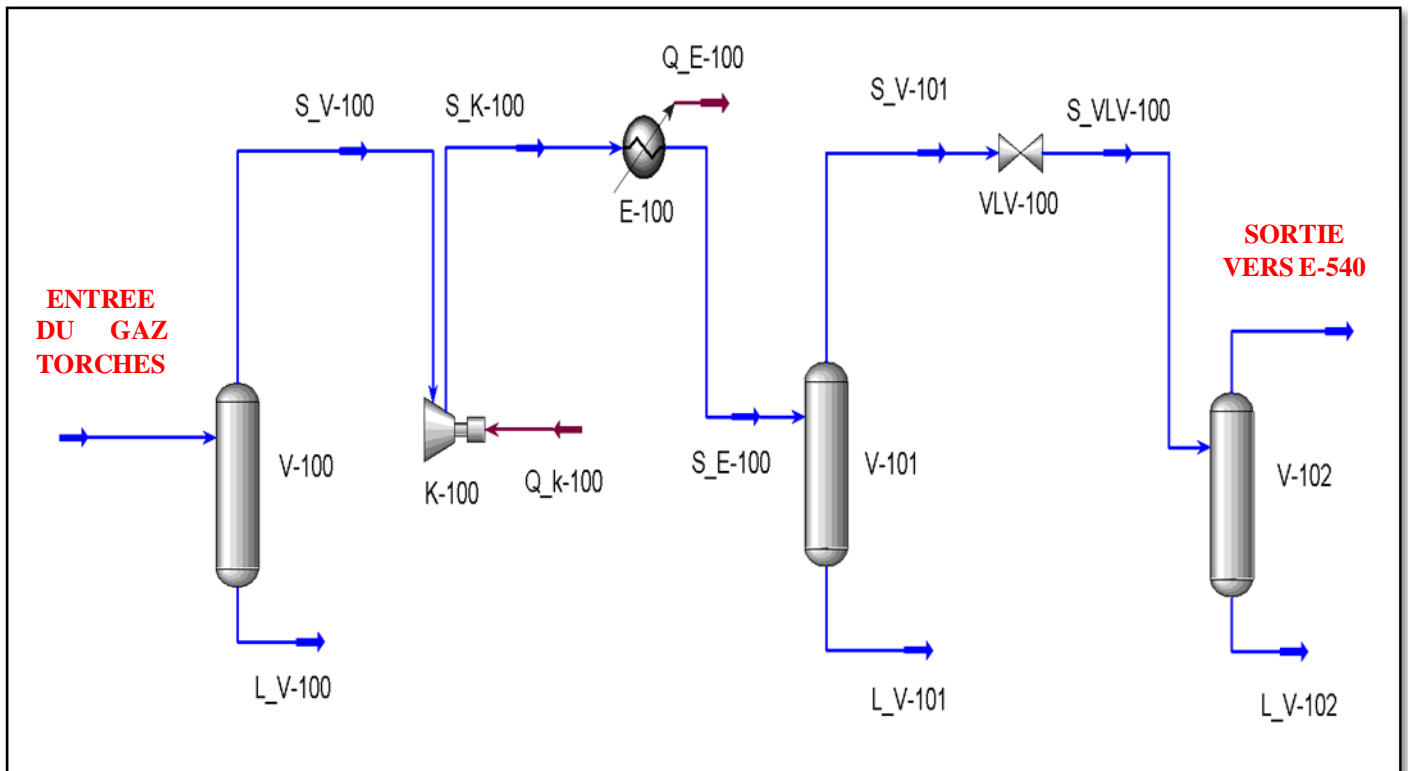 Q_E-100
S_V-100
S_K-100
S_V-101
S_VLV-100
E-100
VLV-100
SORTIE
VERS E-540
ENTREE
DU GAZ
TORCHES
V-100
K-100
Q_k-100
S_E-100
V-101
V-102
L_V-100
L_V-101
L_V-102